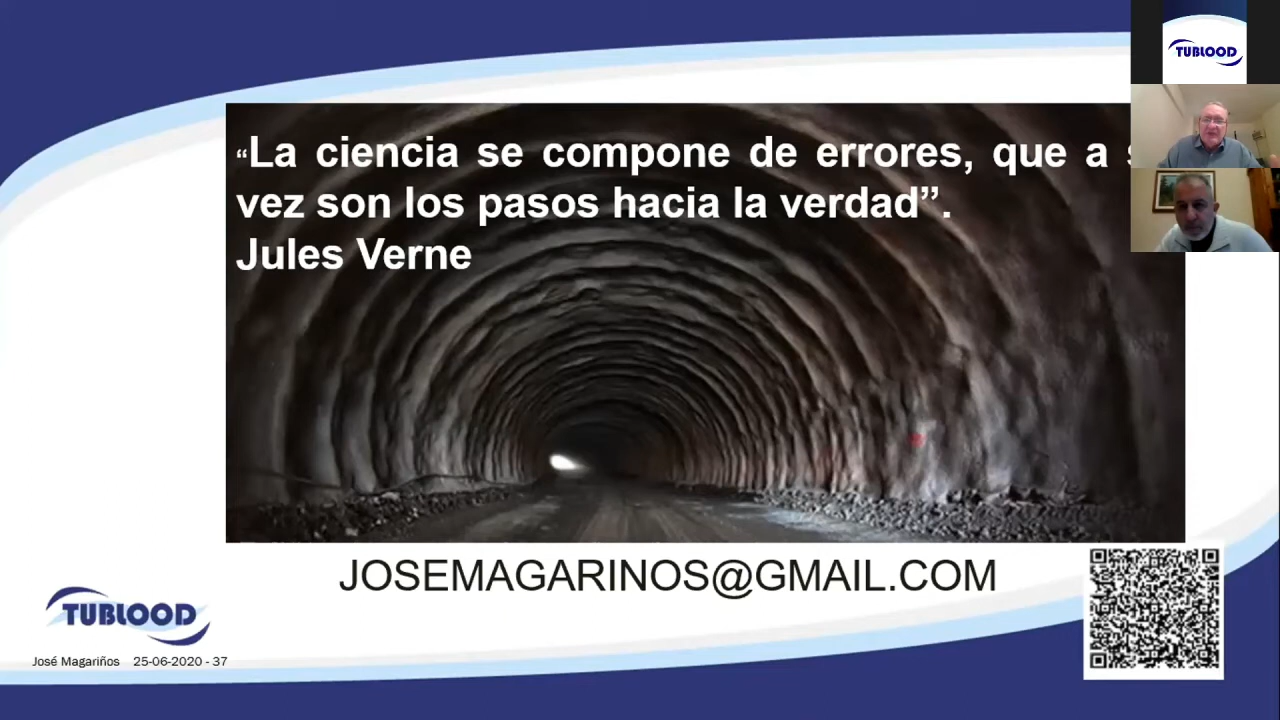 TUBLOOD
“La ciencia se compone de errores, que a
vez son los pasos hacia la verdad”.
Jules Verne
JOSEMAGARINOS@GMAIL.COM
TUBLOOD
José Magariños 25-06-2020 - 37